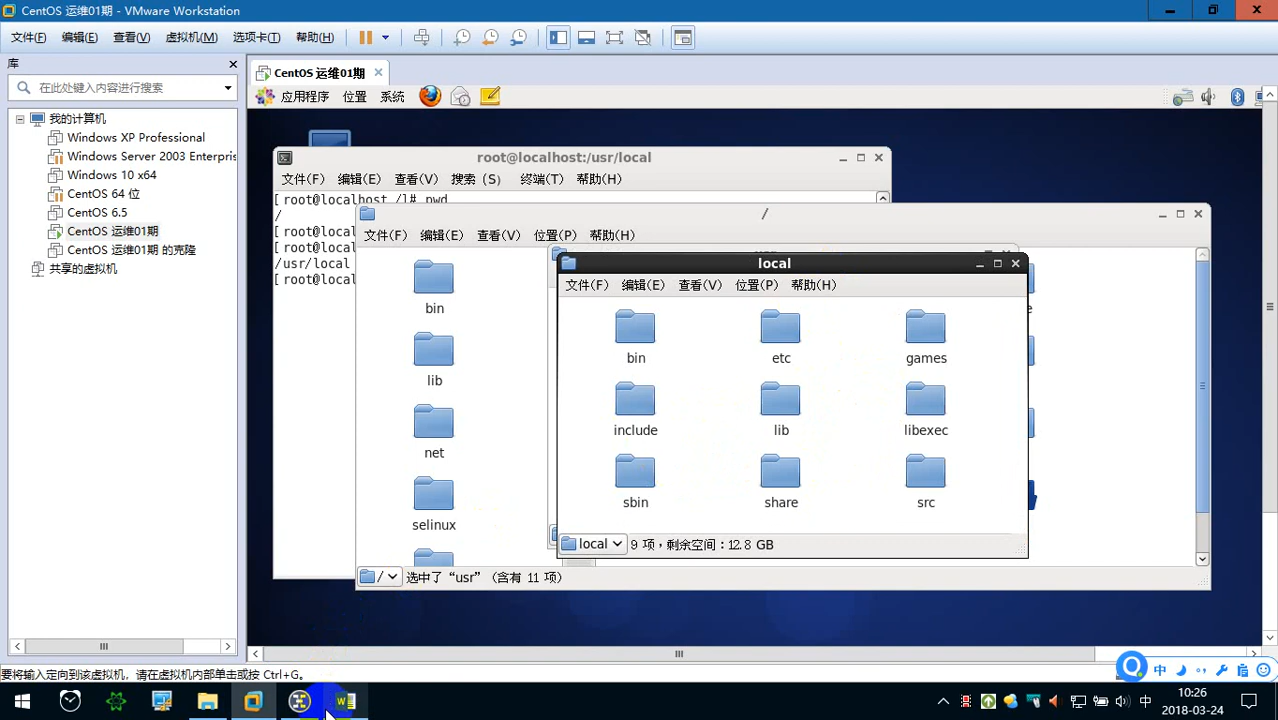 CentOS 运维01期 - VMware Workstation
文件(F) 编辑(E) 查看(V) 虚拟机(M) 选项卡(T) 帮助(H)
库
在此处键入内容进行搜索
我的计算机
Windows XP Professional
Windows Server 2003 Enterpris
Windows 10 x64
CentOS 64 位
CentOS 6.5
CentOS 运维01期
CentOS 运维01期 的克隆
共享的虚拟机
CentOS 运维01期
应用程序 位置 系统
root@localhost:/usr/local
文件(F) 编辑(E) 查看(V) 搜索 (S) 终端(T) 帮助(H)
[root@localhost /]# pwd
/
[root@local
[root@local
/usr/local
[root@local
/
文件(F) 编辑(E) 查看(V) 位置(P) 帮助(H)
bin
lib
net
selinux
/ 选中了 “usr” (含有 11 项)
local
文件(F) 编辑(E) 查看(V) 位置(P) 帮助(H)
bin etc games
include lib libexec
sbin share src
local 9 项，剩余空间：12.8 GB
要将输入定向到该虚拟机，请在虚拟机内部单击或按 Ctrl+G。
中
中
10:26
2018-03-24